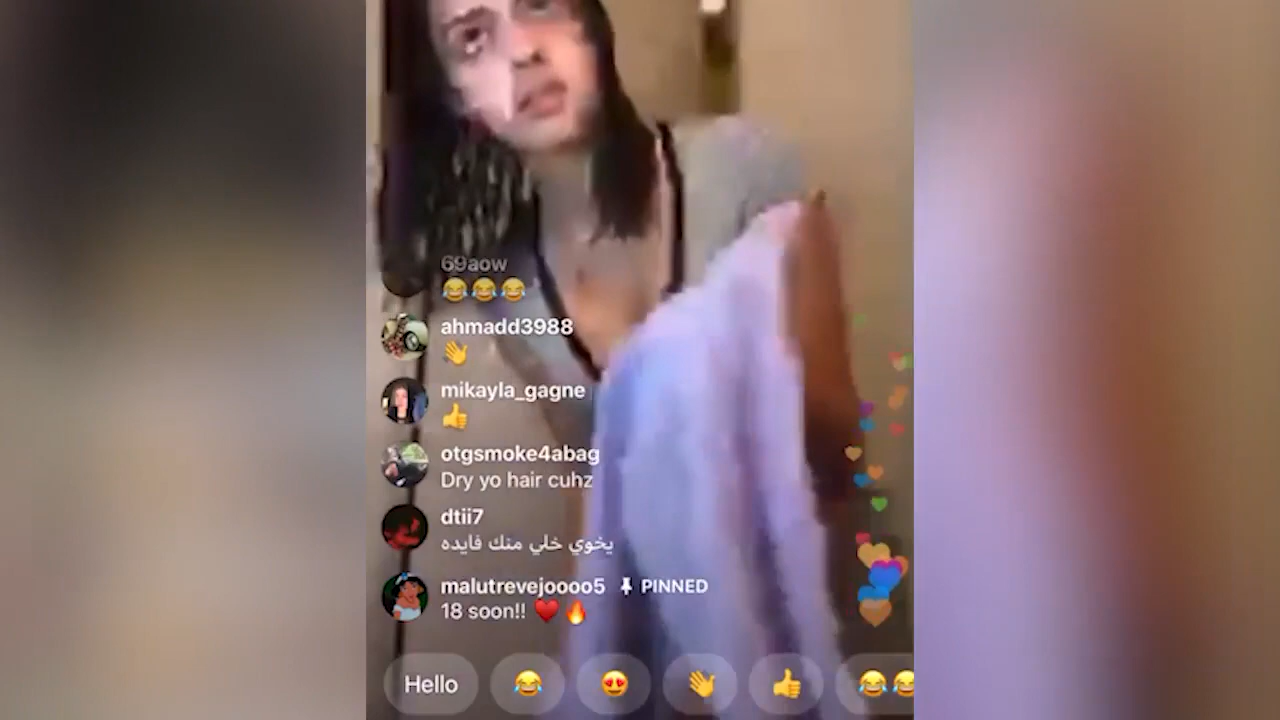 69aow
😂😂😂
ahmadd3988
👋
mikayla_gagne
👍
otgsmoke4abag
Dry yo hair cuhz
dtii7
يخوي خلي منك فايده
malutrevejoooo5 📌 PINNED
18 soon!! ❤️🔥
Hello 😂 😍 👋 👍 😂😂